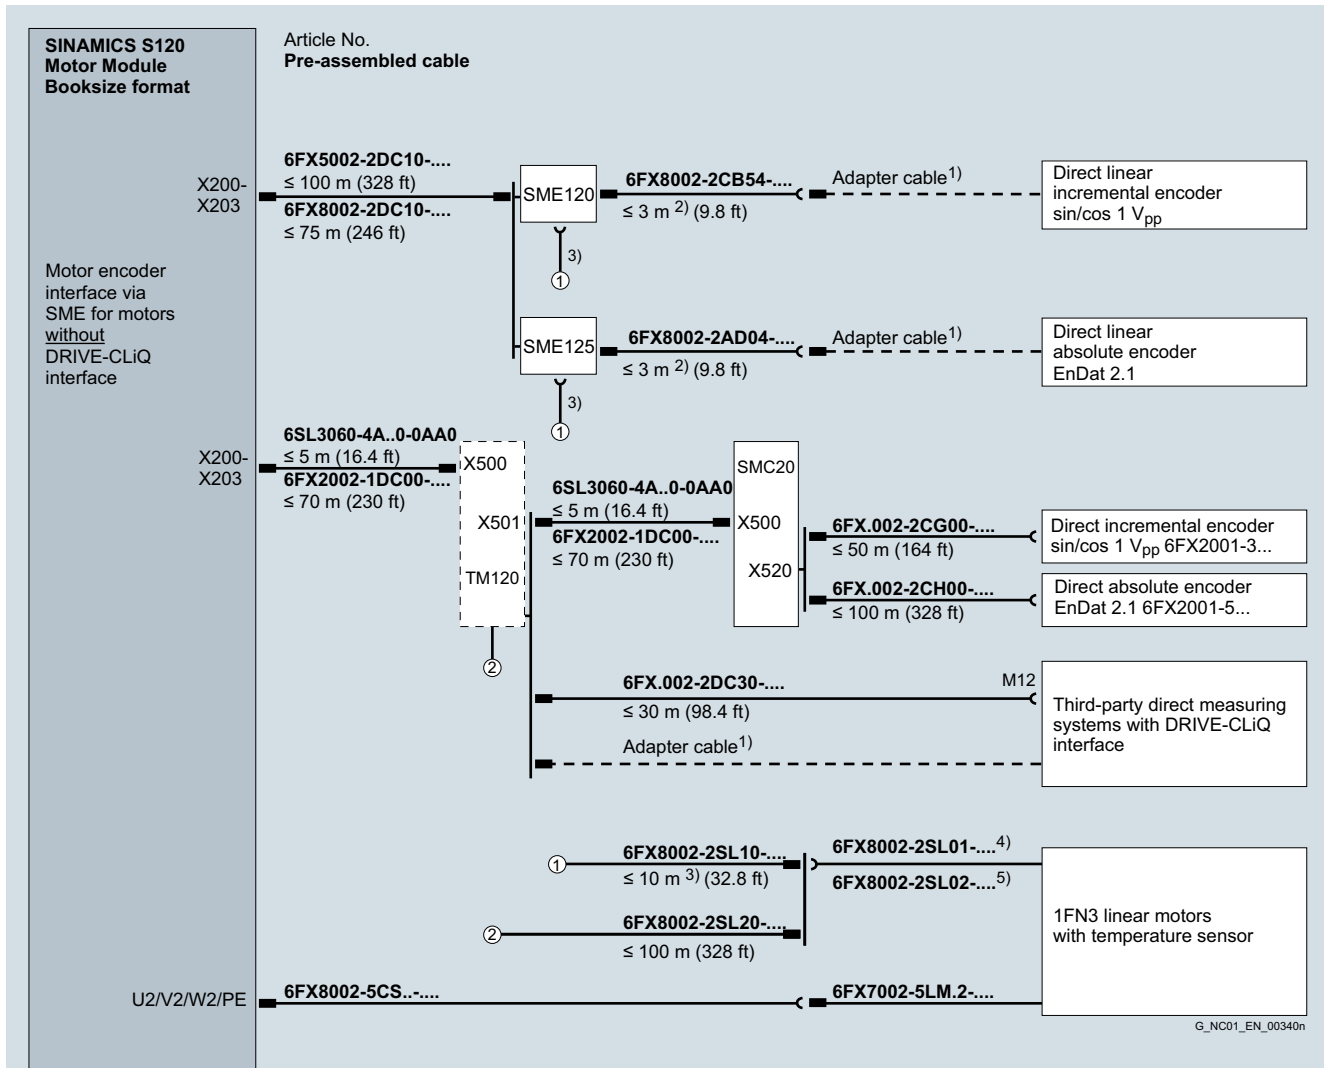 SINAMICS S120
Motor Module
Booksize format
Article No.
Pre-assembled cable
X200-
X203
6FX5002-2DC10-....
≤ 100 m (328 ft)
6FX8002-2DC10-....
≤ 75 m (246 ft)
SME120
6FX8002-2CB54-....
≤ 3 m 2) (9.8 ft)
Adapter cable1)
Direct linear
incremental encoder
sin/cos 1 Vpp
3)
1
Motor encoder
interface via
SME for motors
without
DRIVE-CLiQ
interface
SME125
6FX8002-2AD04-....
≤ 3 m 2) (9.8 ft)
Adapter cable1)
Direct linear
absolute encoder
EnDat 2.1
3)
1
X200-
X203
6SL3060-4A..0-0AA0
≤ 5 m (16.4 ft)
6FX2002-1DC00-....
≤ 70 m (230 ft)
X500
X501
TM120
2
6SL3060-4A..0-0AA0
≤ 5 m (16.4 ft)
6FX2002-1DC00-....
≤ 70 m (230 ft)
SMC20
X500
X520
6FX.002-2CG00-....
≤ 50 m (164 ft)
Direct incremental encoder
sin/cos 1 Vpp 6FX2001-3...
6FX.002-2CH00-....
≤ 100 m (328 ft)
Direct absolute encoder
EnDat 2.1 6FX2001-5...
6FX.002-2DC30-....
≤ 30 m (98.4 ft)
M12
Adapter cable1)
Third-party direct measuring
systems with DRIVE-CLiQ
interface
1
6FX8002-2SL10-....
≤ 10 m 3) (32.8 ft)
6FX8002-2SL01-....4)
6FX8002-2SL02-....5)
2
6FX8002-2SL20-....
≤ 100 m (328 ft)
1FN3 linear motors
with temperature sensor
U2/V2/W2/PE
6FX8002-5CS..-....
6FX7002-5LM.2-....
G_NC01_EN_00340n